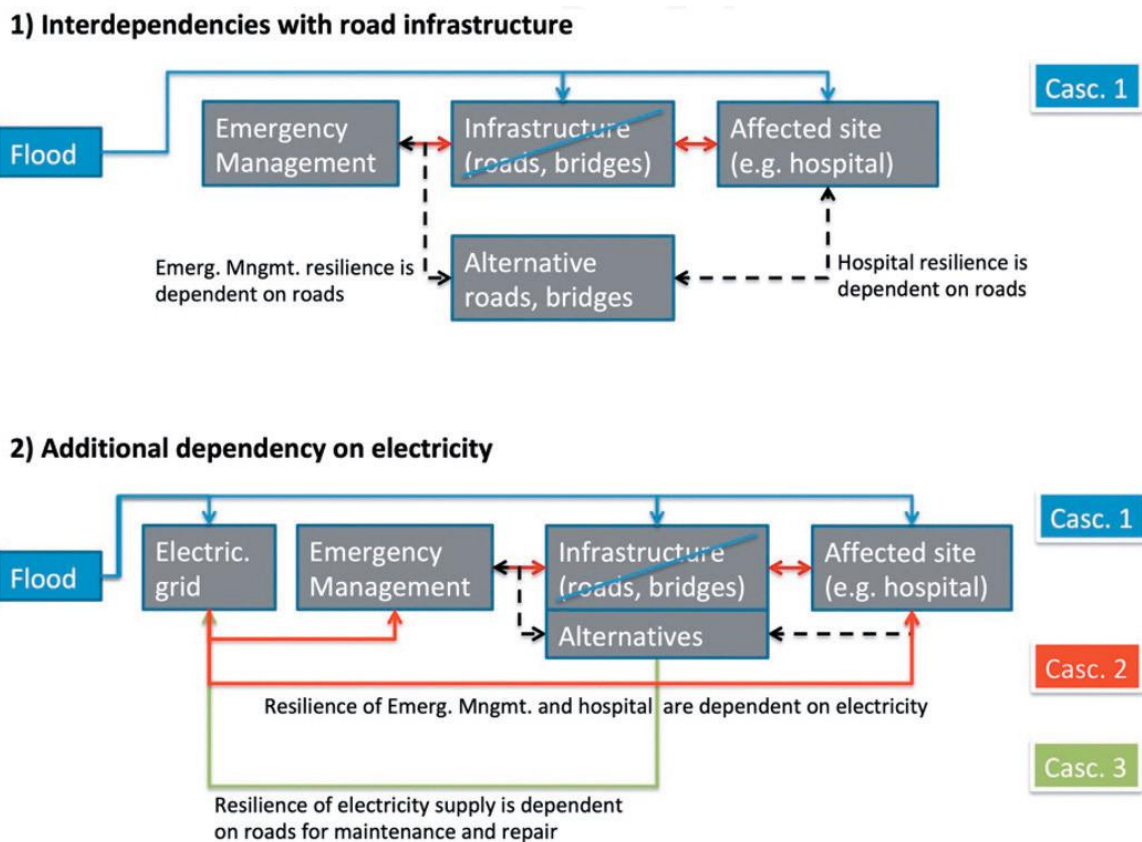 1) Interdependencies with road infrastructure
Casc. 1
Flood
Emergency
Management
Infrastructure
(roads, bridges)
Affected site
(e.g. hospital)
Emerg. Mngmt. resilience is
dependent on roads
Alternative
roads, bridges
Hospital resilience is
dependent on roads
2) Additional dependency on electricity
Casc. 1
Flood
Electric.
grid
Emergency
Management
Infrastructure
(roads, bridges)
Alternatives
Affected site
(e.g. hospital)
Casc. 2
Resilience of Emerg. Mngmt. and hospital are dependent on electricity
Casc. 3
Resilience of electricity supply is dependent
on roads for maintenance and repair